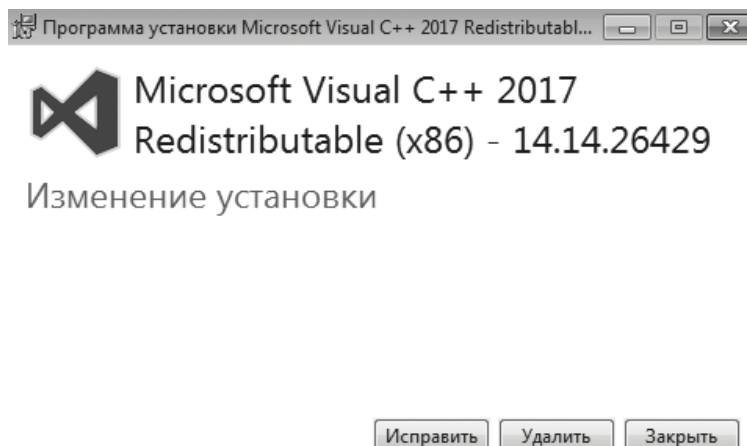 Программа установки Microsoft Visual C++ 2017 Redistributabl...
Microsoft Visual C++ 2017
Redistributable (x86) - 14.14.26429
Изменение установки
Исправить Удалить Закрыть